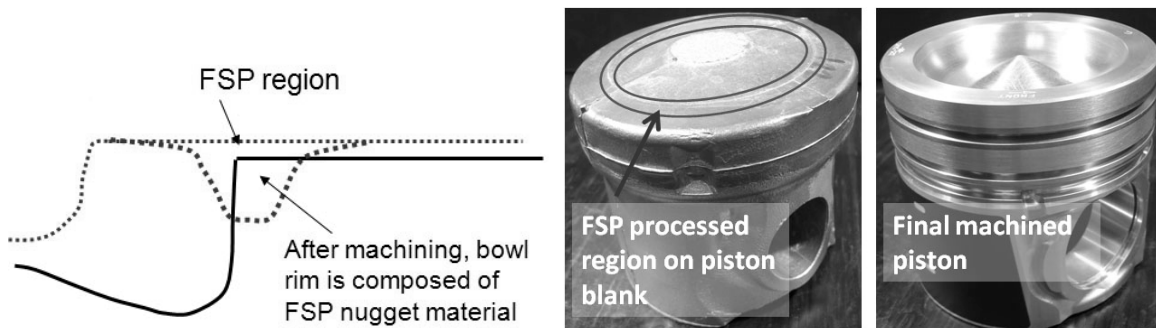 FSP region
After machining, bowl
rim is composed of
FSP nugget material
FSP processed
region on piston
blank
Final machined
piston